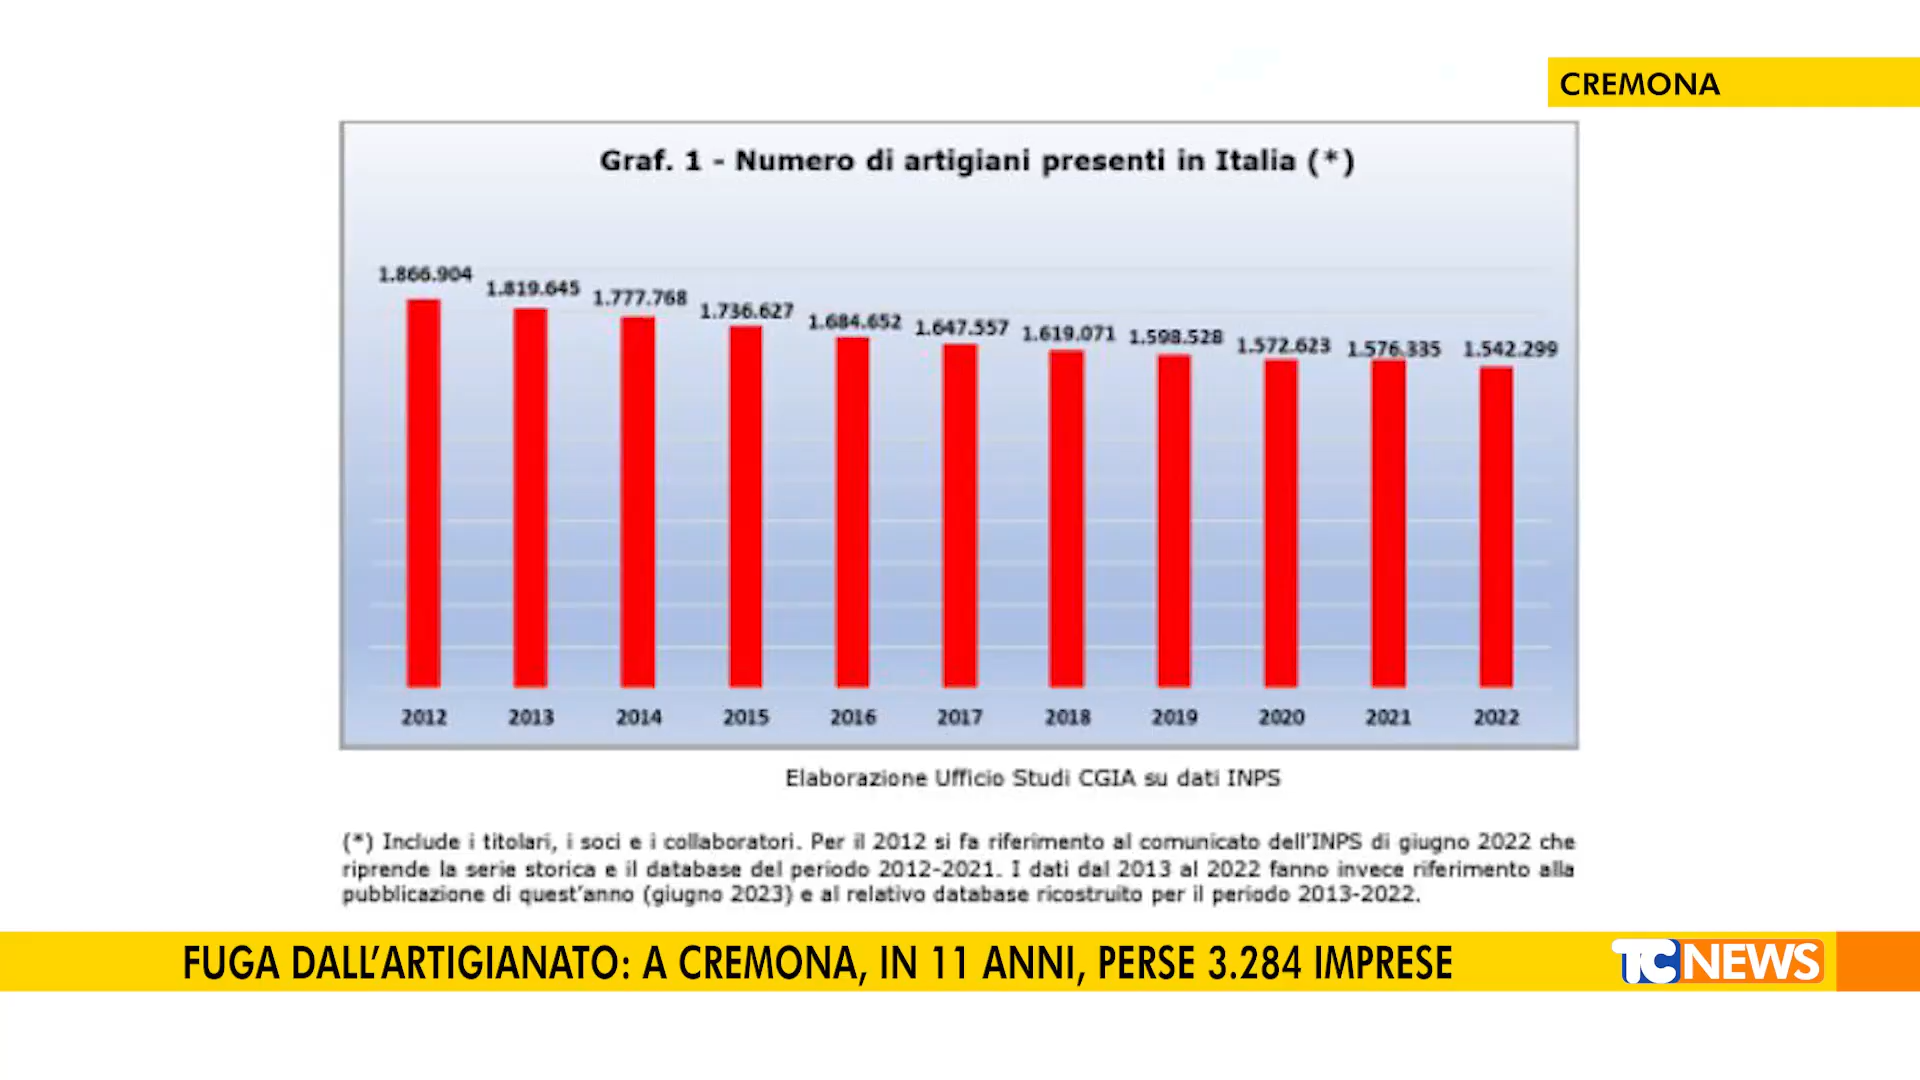 CREMONA
Graf. 1 - Numero di artigiani presenti in Italia (*)
1.866.904 1.819.645 1.777.768 1.736.627 1.684.652 1.647.557 1.619.071 1.598.528 1.572.623 1.576.335 1.542.299
2012 2013 2014 2015 2016 2017 2018 2019 2020 2021 2022
Elaborazione Ufficio Studi CGIA su dati INPS
(*) Include i titolari, i soci e i collaboratori. Per il 2012 si fa riferimento al comunicato dell'INPS di giugno 2022 che
riprende la serie storica e il database del periodo 2012-2021. I dati dal 2013 al 2022 fanno invece riferimento alla
pubblicazione di quest'anno (giugno 2023) e al relativo database ricostruito per il periodo 2013-2022.
FUGA DALL'ARTIGIANATO: A CREMONA, IN 11 ANNI, PERSE 3.284 IMPRESE
TC NEWS